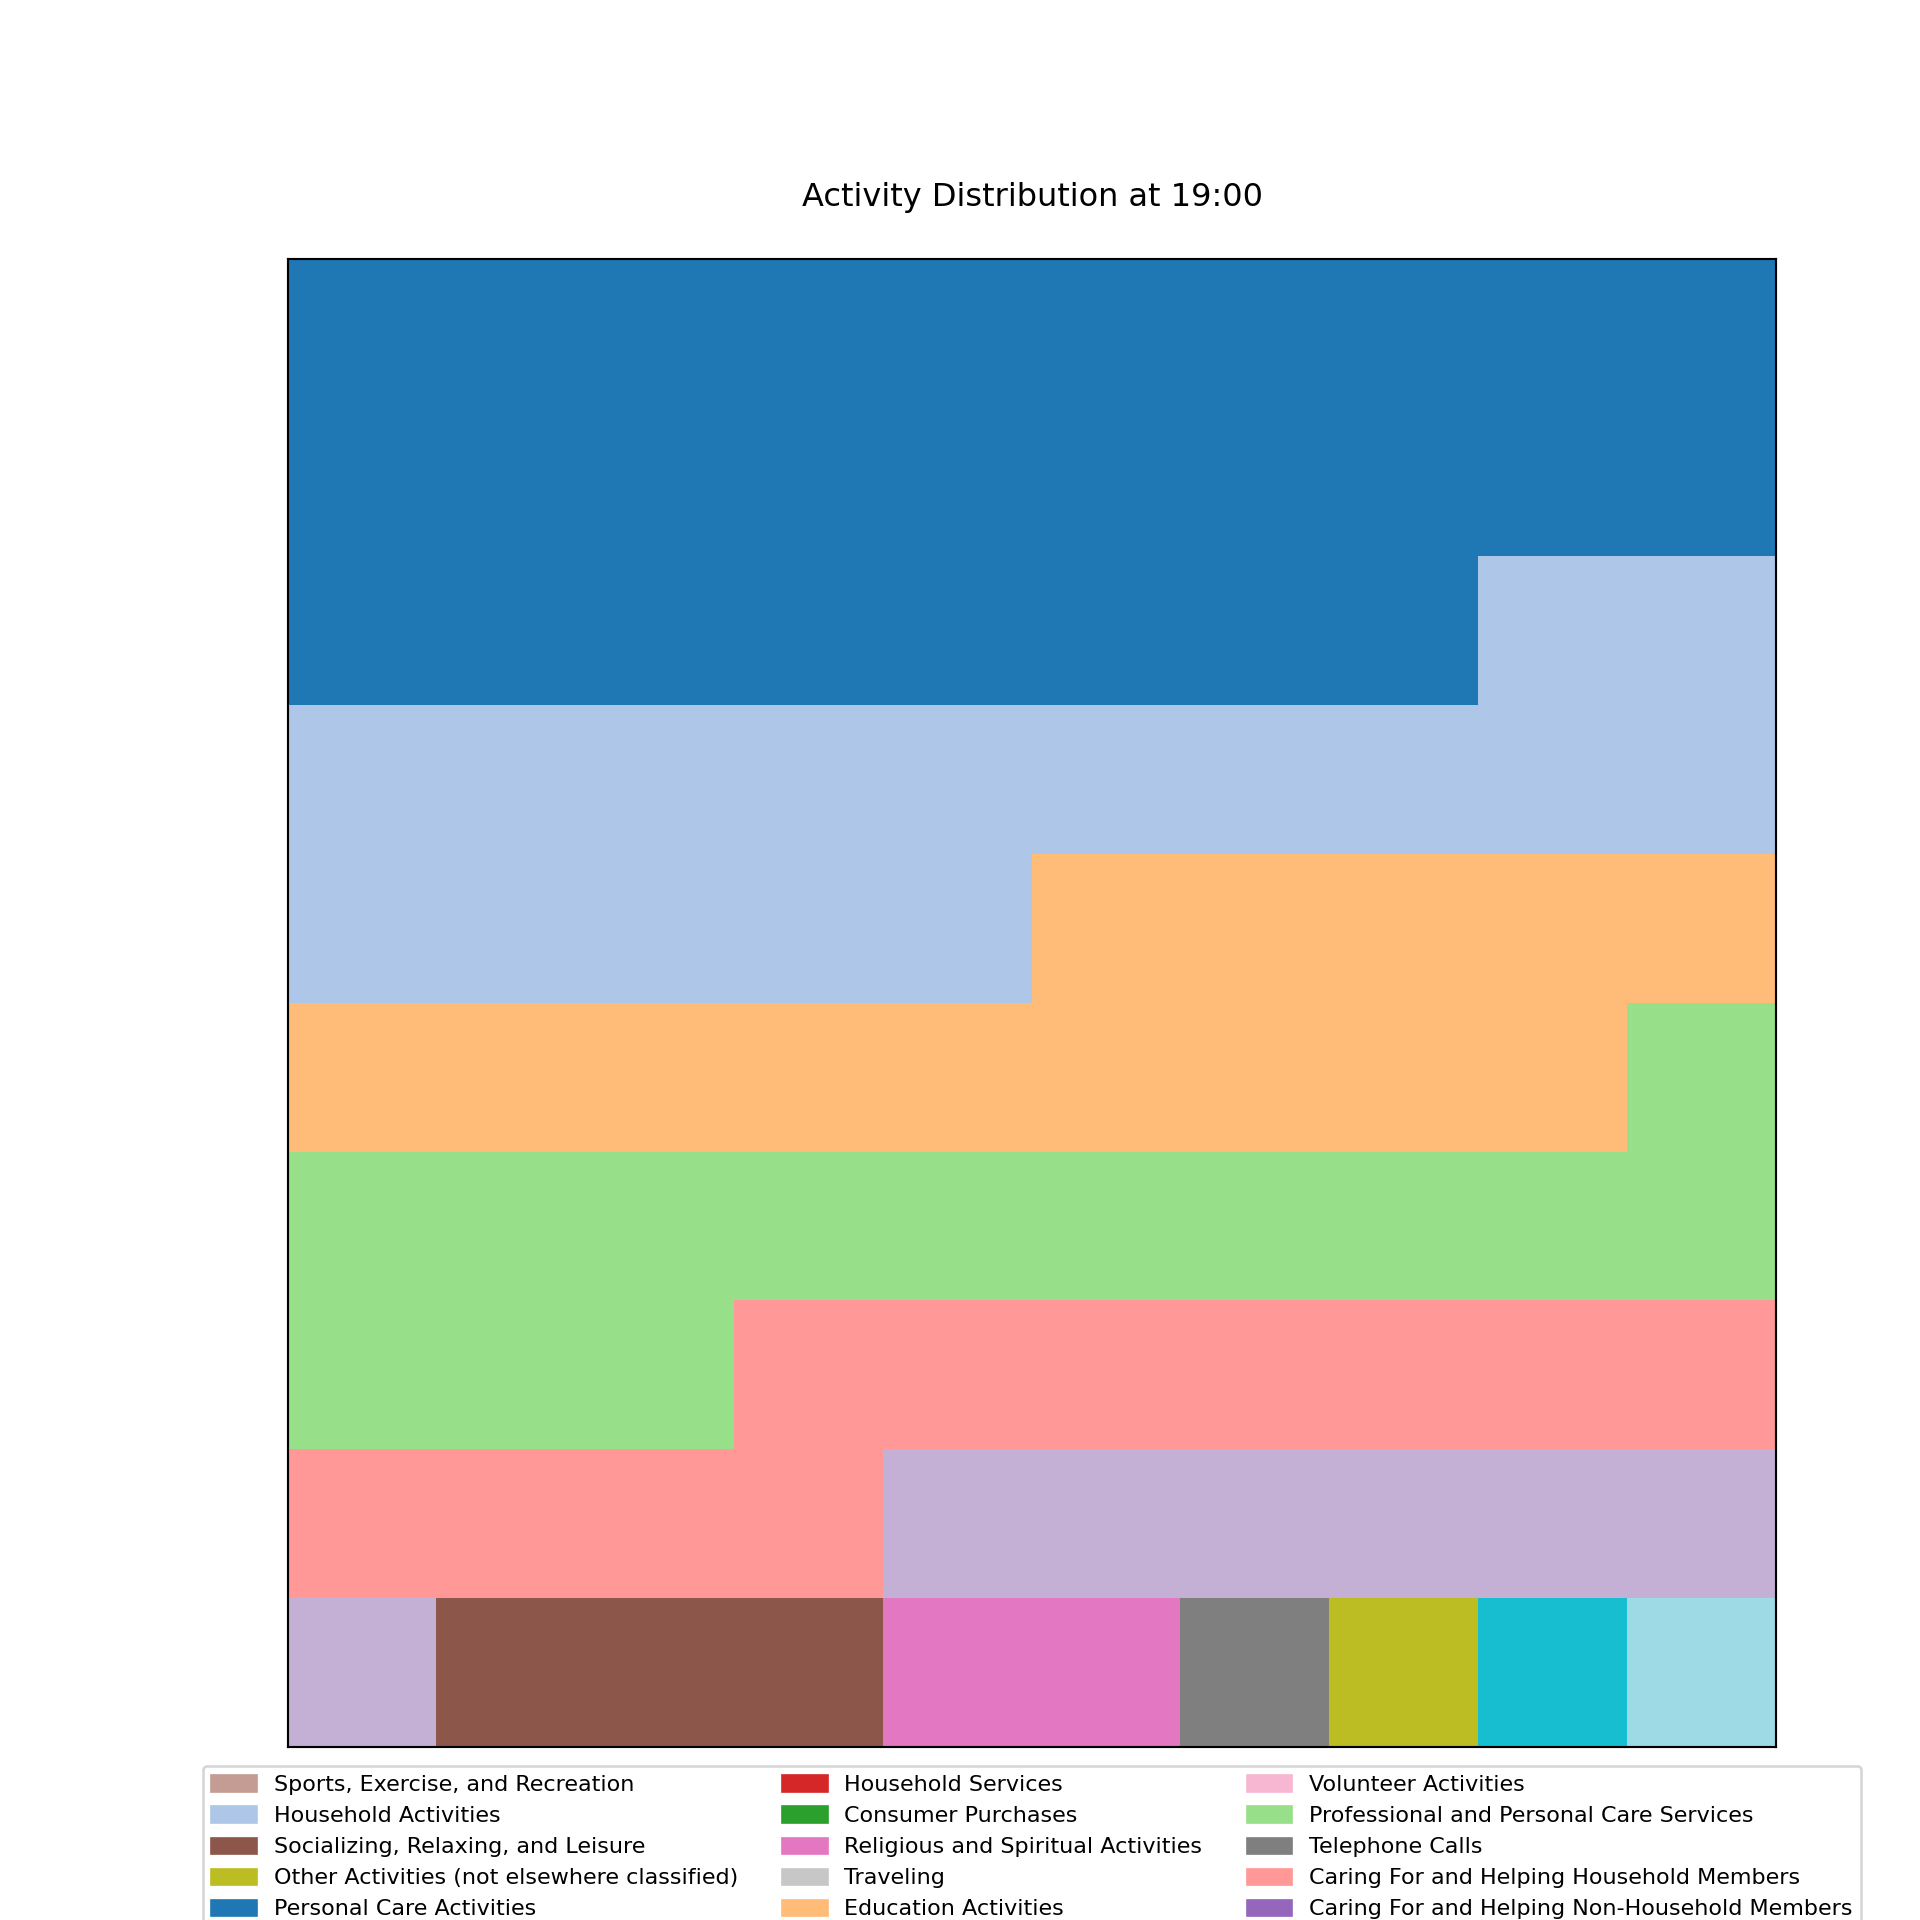 Activity Distribution at 19:00
Sports, Exercise, and Recreation
Household Activities
Socializing, Relaxing, and Leisure
Other Activities (not elsewhere classified)
Personal Care Activities
Household Services
Consumer Purchases
Religious and Spiritual Activities
Traveling
Education Activities
Volunteer Activities
Professional and Personal Care Services
Telephone Calls
Caring For and Helping Household Members
Caring For and Helping Non-Household Members